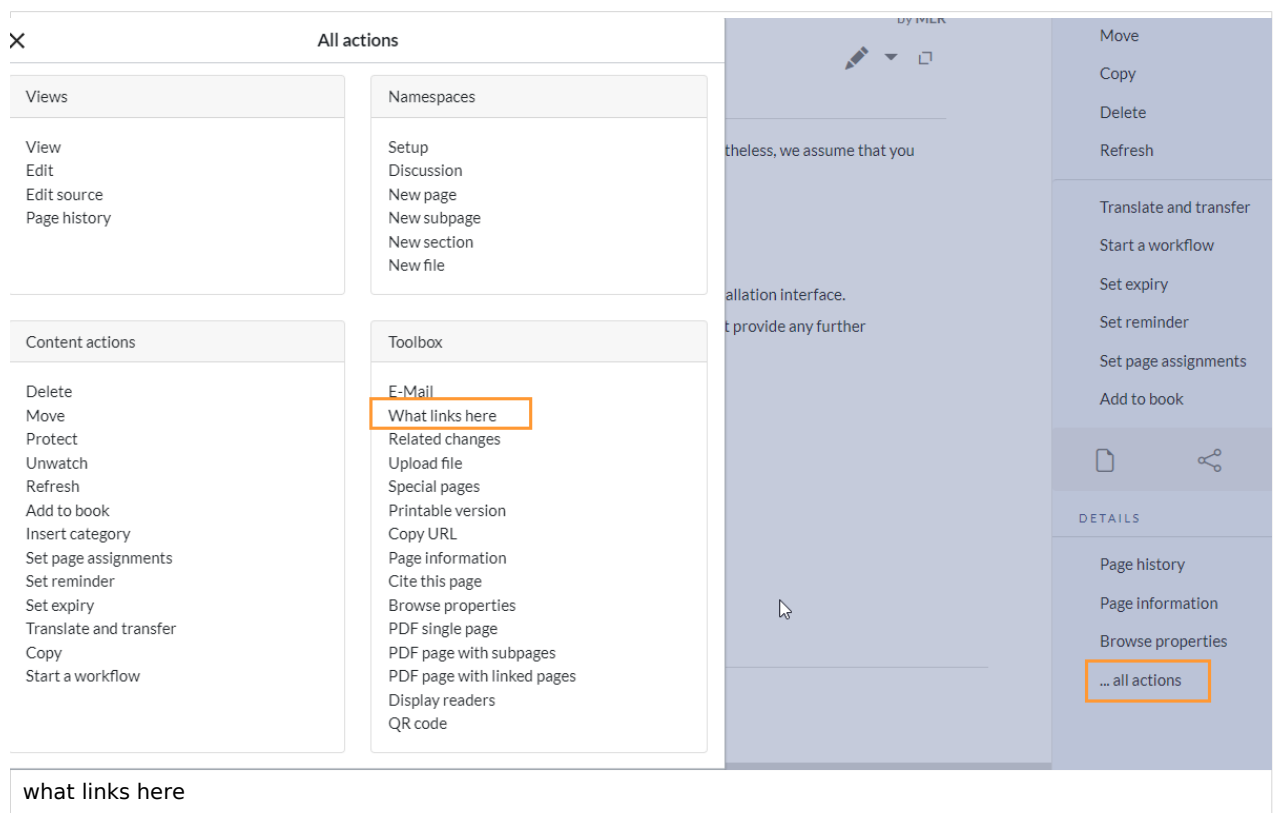 All actions
Views
View
Edit
Edit source
Page history
Namespaces
Setup
Discussion
New page
New subpage
New section
New file
Content actions
Delete
Move
Protect
Unwatch
Refresh
Add to book
Insert category
Set page assignments
Set reminder
Set expiry
Translate and transfer
Copy
Start a workflow
Toolbox
E-Mail
What links here
Related changes
Upload file
Special pages
Printable version
Copy URL
Page information
Cite this page
Browse properties
PDF single page
PDF page with subpages
PDF page with linked pages
Display readers
QR code
by MLR
theless, we assume that you
allation interface.
t provide any further
Move
Copy
Delete
Refresh
Translate and transfer
Start a workflow
Set expiry
Set reminder
Set page assignments
Add to book
DETAILS
Page history
Page information
Browse properties
... all actions
what links here